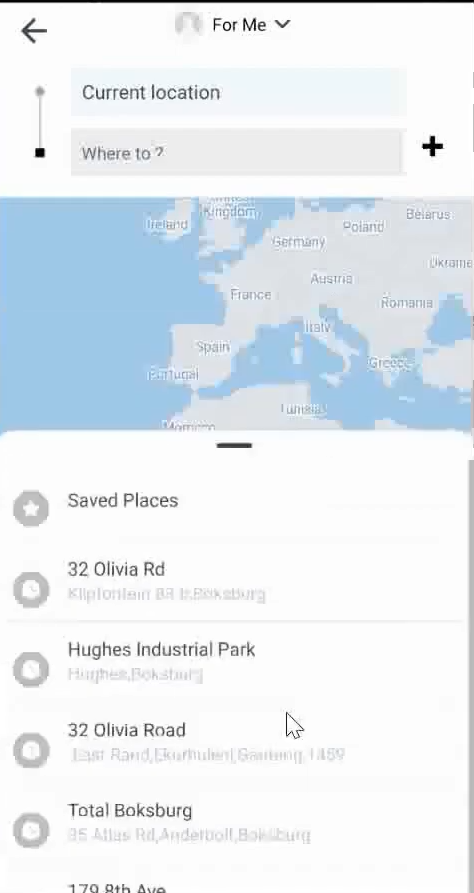 For Me
Current location
Where to ?
Kingdom
Ireland
Belarus
Poland
Germany
Ukraine
Austria
France
Romania
Italy
Spain
Greece
Portugal
Tunisia
Morocco
Saved Places
32 Olivia Rd
Klipfontein 83 Ir,Boksburg
Hughes Industrial Park
Hughes,Boksburg
32 Olivia Road
East Rand,Ekurhuleni,Gauteng,1459
Total Boksburg
35 Atlas Rd,Anderbolt,Boksburg
179 8th Ave